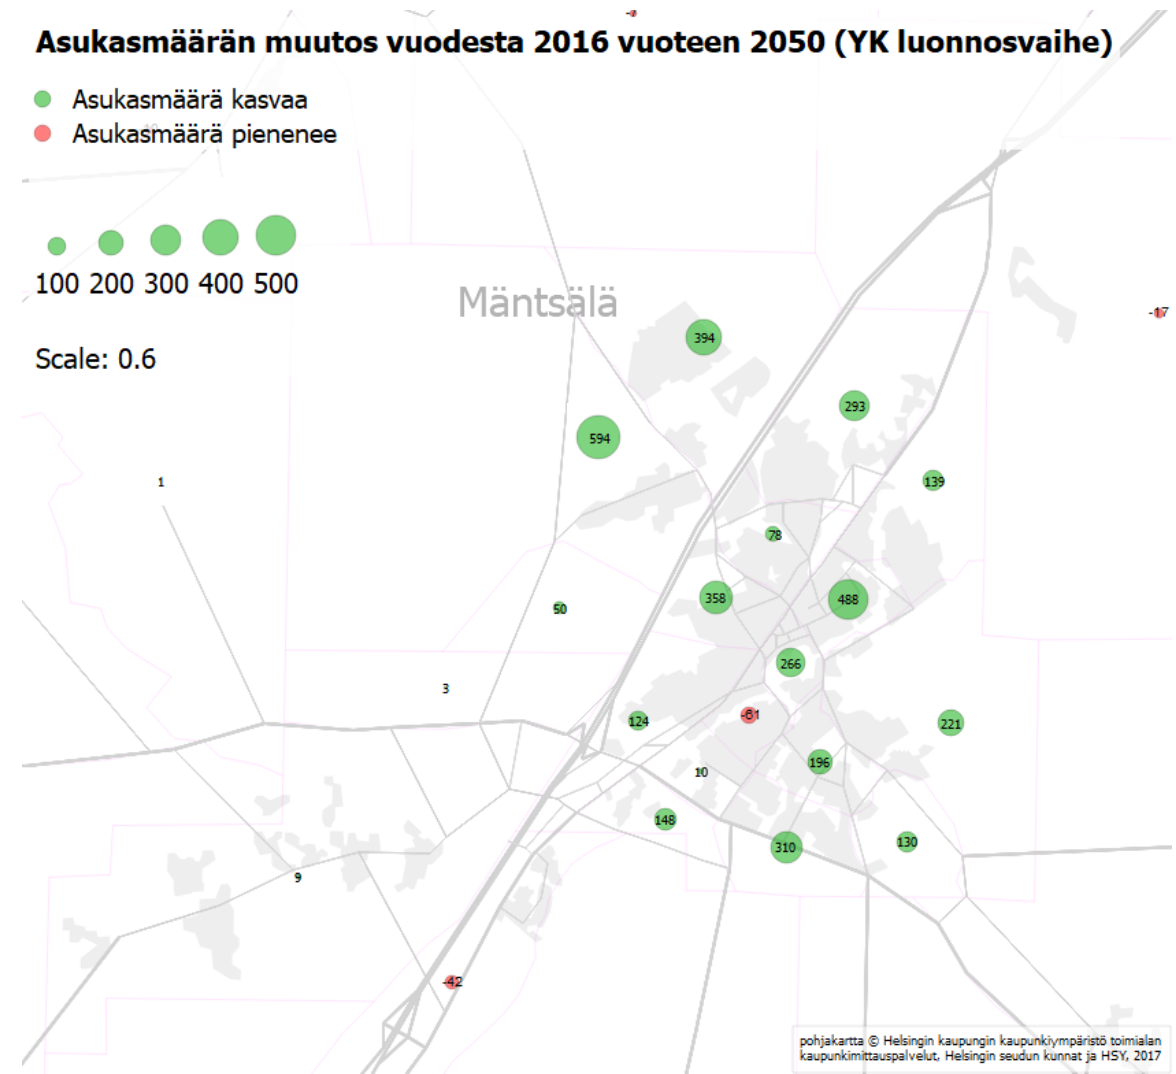 Asukasmäärän muutos vuodesta 2016 vuoteen 2050 (YK luonnosvaihe)
Asukasmäärä kasvaa
Asukasmäärä pienenee
100 200 300 400 500
Scale: 0.6
Mäntsälä
-17
394
293
594
139
1
78
358
488
50
266
3
-61
124
221
196
10
148
130
310
9
-42
pohjakartta © Helsingin kaupungin kaupunkiympäristö toimialan
kaupunkimittauspalvelut, Helsingin seudun kunnat ja HSY, 2017